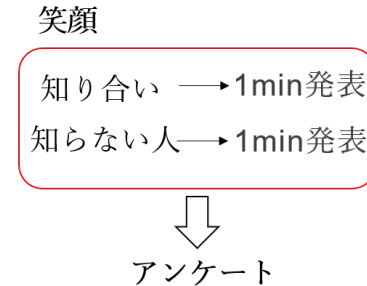 笑顔
知り合い → 1min発表
知らない人 → 1min発表
アンケート